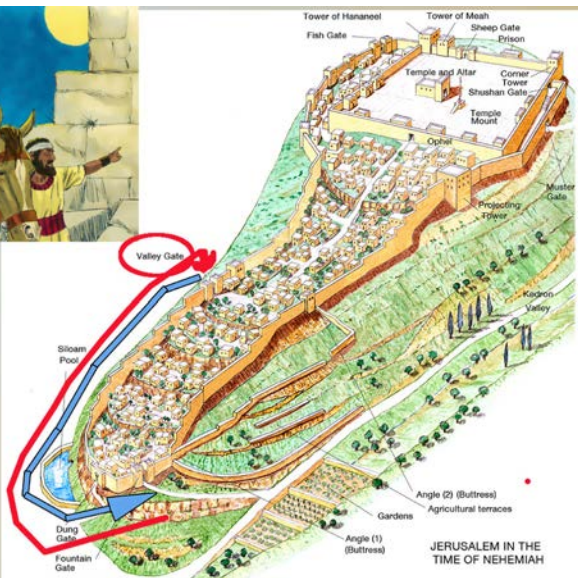 Tower of Hananeel
Tower of Meah
Sheep Gate
Prison
Fish Gate
Temple and Altar
Corner
Tower
Shushan Gate
Temple
Mount
Ophel
Muster
Gate
Projecting
Tower
Valley Gate
Kedron
Valley
Siloam
Pool
Angle (2) (Buttress)
Agricultural terraces
Gardens
Dung
Gate
Angle (1)
(Buttress)
Fountain
Gate
JERUSALEM IN THE
TIME OF NEHEMIAH